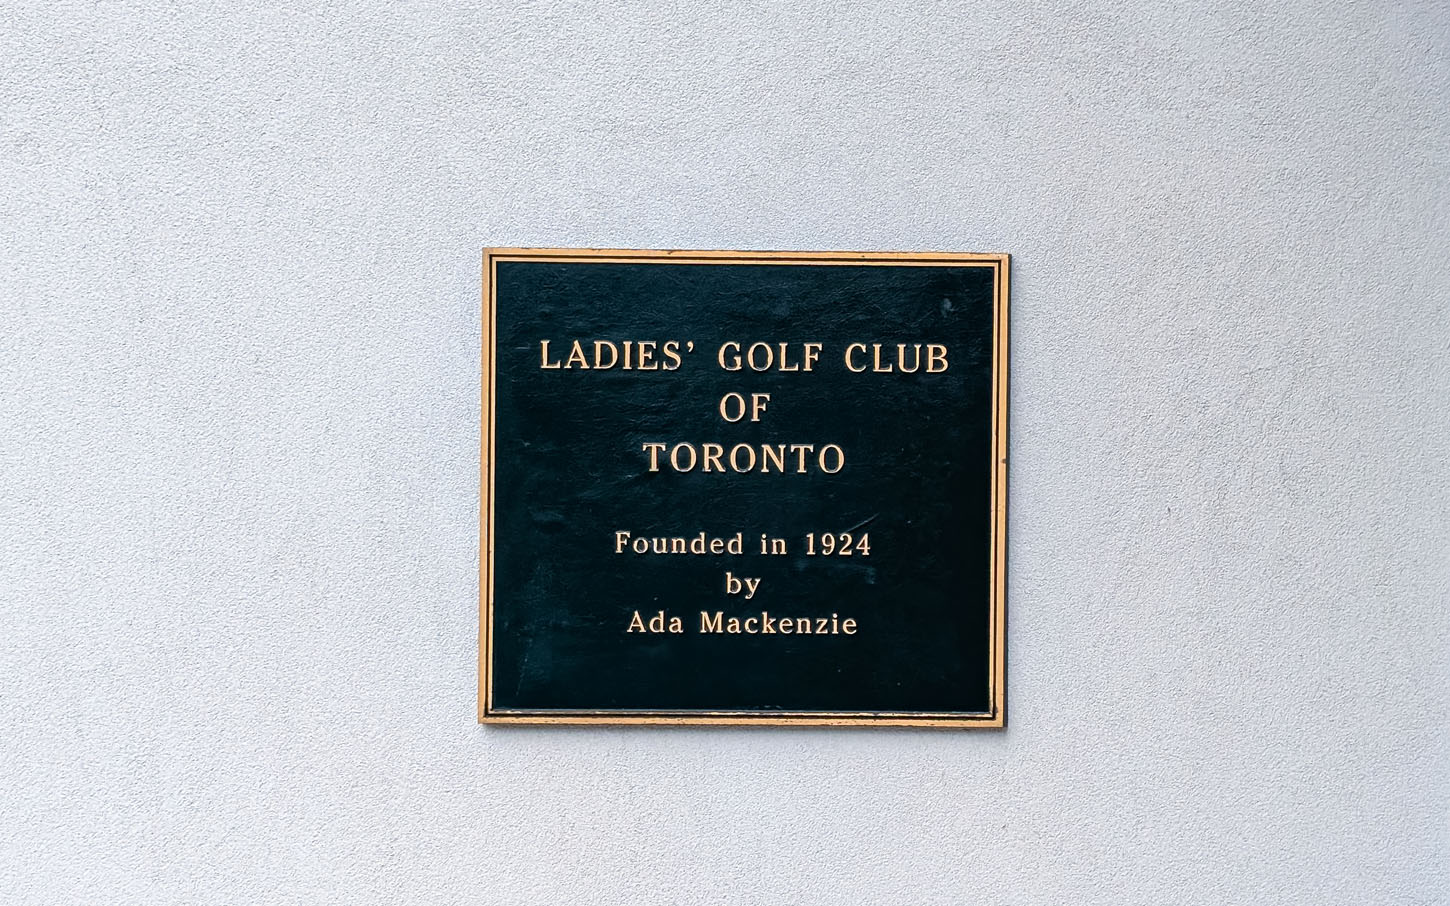 LADIES’ GOLF CLUB
OF
TORONTO
Founded in 1924
by
Ada Mackenzie